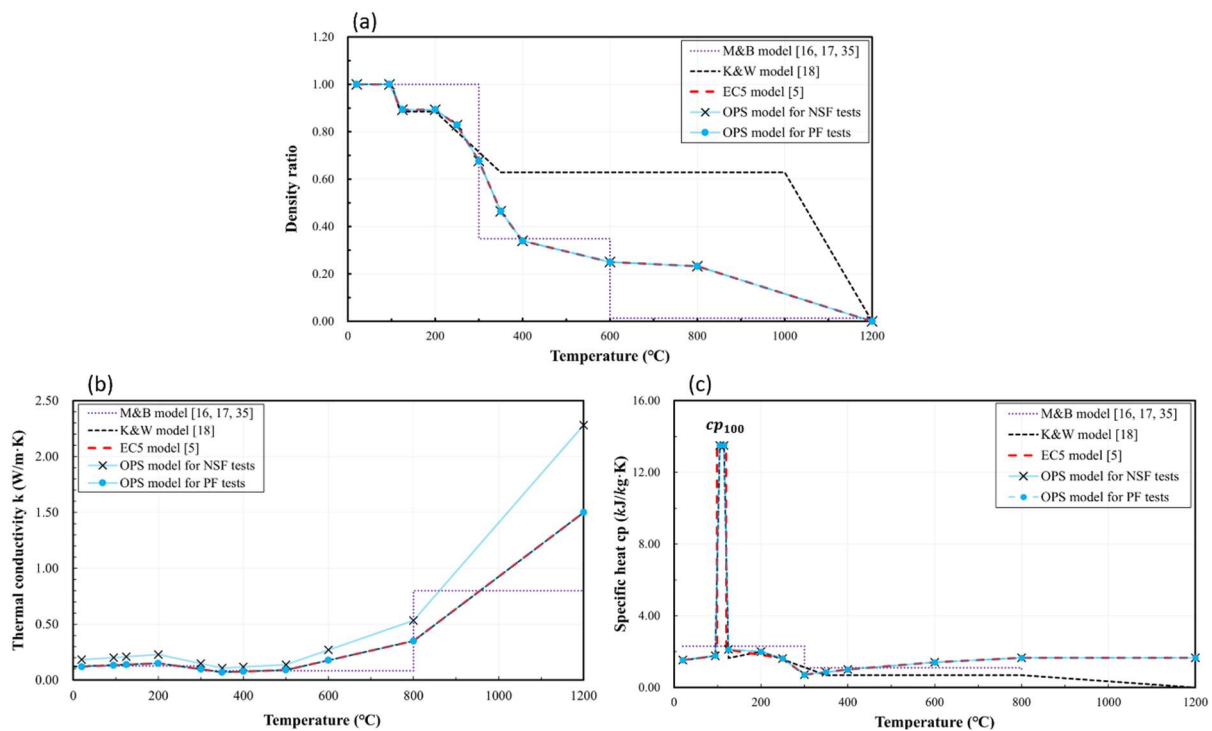 (a)
1.20
1.00
0.80
0.60
0.40
0.20
0.00
Density ratio
0 200 400 600 800 1000 1200
Temperature (°C)
M&B model [16, 17, 35]
K&W model [18]
EC5 model [5]
OPS model for NSF tests
OPS model for PF tests
(b)
2.50
2.00
1.50
1.00
0.50
0.00
Thermal conductivity k (W/m·K)
0 200 400 600 800 1000 1200
Temperature (°C)
M&B model [16, 17, 35]
K&W model [18]
EC5 model [5]
OPS model for NSF tests
OPS model for PF tests
(c)
16.00
12.00
8.00
4.00
0.00
Specific heat cp (kJ/kg·K)
cp₁₀₀
0 200 400 600 800 1000 1200
Temperature (°C)
M&B model [16, 17, 35]
K&W model [18]
EC5 model [5]
OPS model for NSF tests
OPS model for PF tests